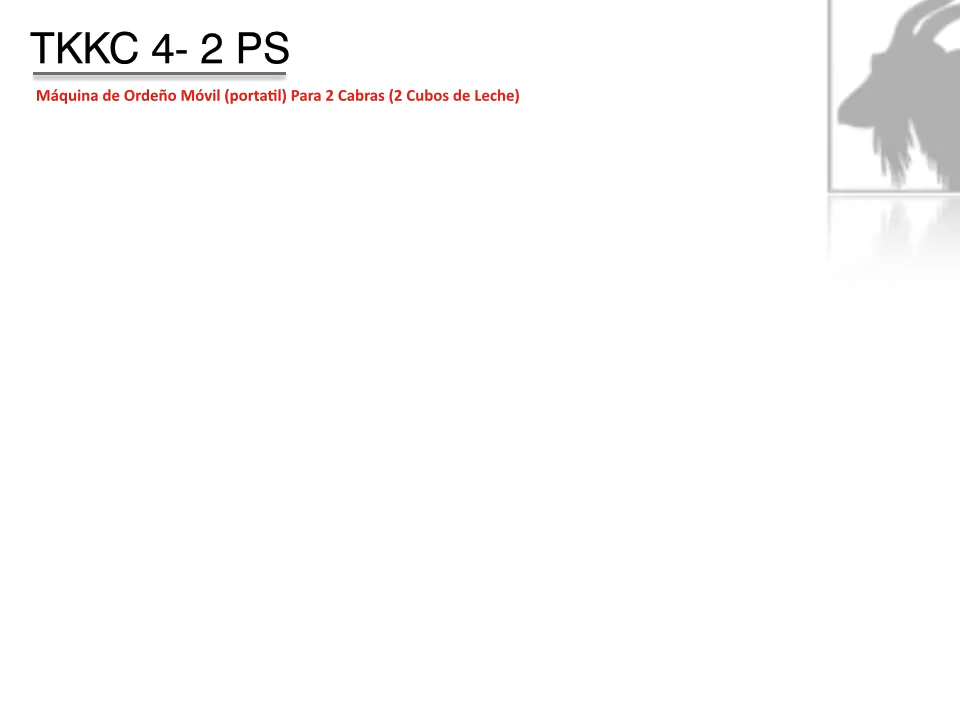 TKKC 4- 2 PS
Máquina de Ordeño Móvil (portatil) Para 2 Cabras (2 Cubos de Leche)